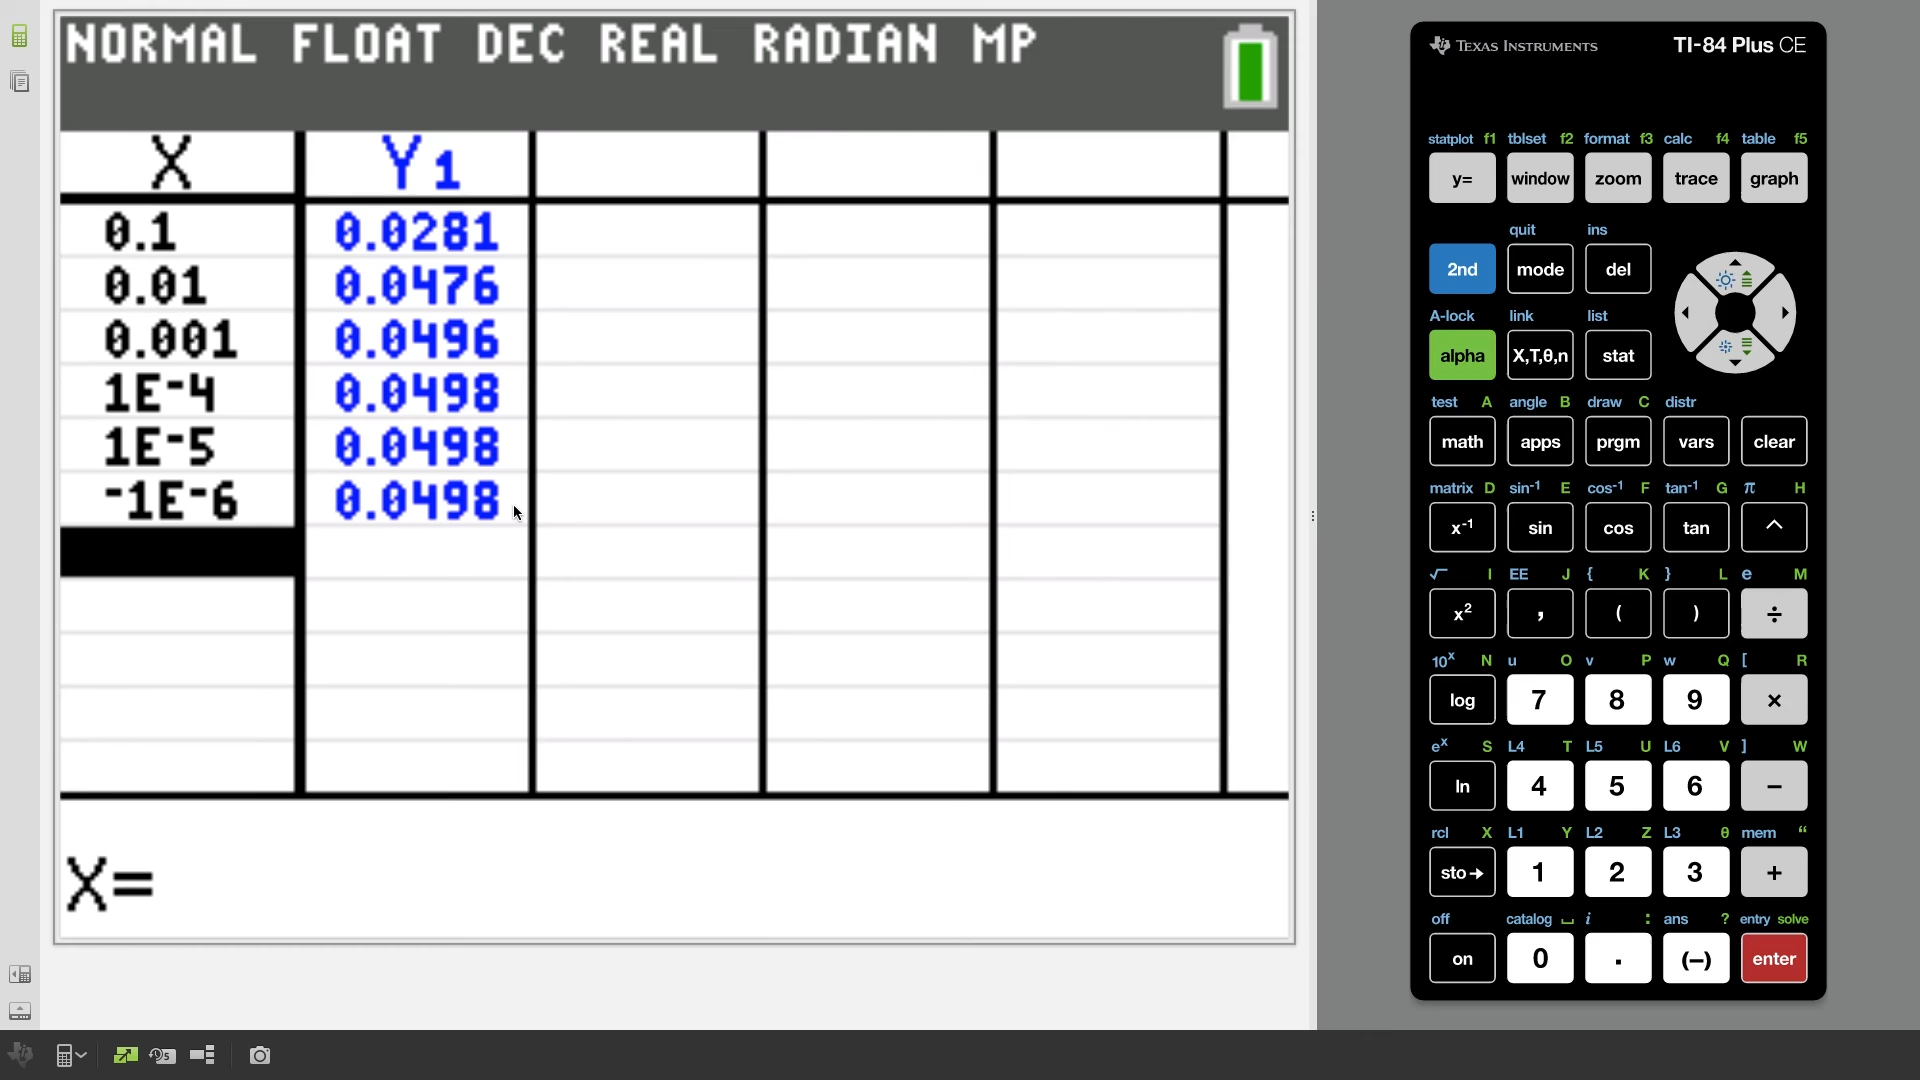 NORMAL FLOAT DEC REAL RADIAN MP
X Y1
0.1 0.0281
0.01 0.0476
0.001 0.0496
1E-4 0.0498
1E-5 0.0498
-1E-6 0.0498
X=
TEXAS INSTRUMENTS TI-84 Plus CE
statplot f1 tblset f2 format f3 calc f4 table f5
y= window zoom trace graph
quit ins
2nd mode del
A-lock link list
alpha X,T,θ,n stat
test A angle B draw C distr
math apps prgm vars clear
matrix D sin-1 E cos-1 F tan-1 G π H
x-1 sin cos tan ^
√ I EE J { K } L e M
x² , ( ) ÷
10x N u O v P w Q [ R
log 7 8 9 ×
ex S L4 T L5 U L6 V ] W
ln 4 5 6 −
rcl X L1 Y L2 Z L3 θ mem “
sto→ 1 2 3 +
off catalog ⎵ i : ans ? entry solve
on 0 . (–) enter